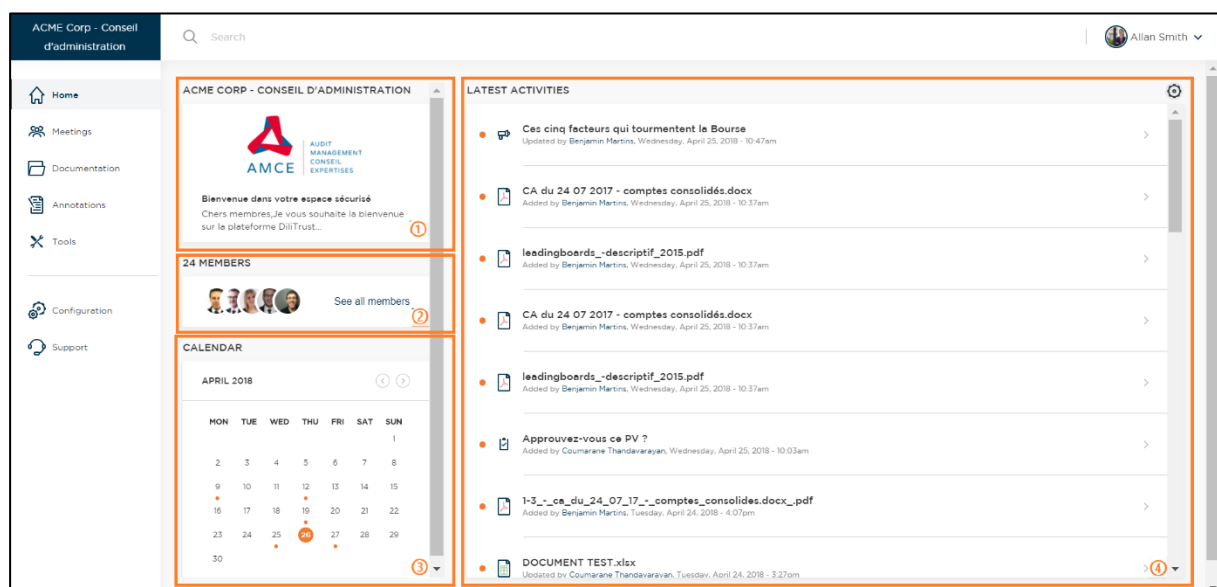 ACME Corp - Conseil
d'administration
Search
Allan Smith
Home
Meetings
Documentation
Annotations
Tools
Configuration
Support
ACME CORP - CONSEIL D'ADMINISTRATION
AMCE
AUDIT
MANAGEMENT
CONSEIL
EXPERTISES
Bienvenue dans votre espace sécurisé
Chers membres,Je vous souhaite la bienvenue
sur la plateforme DiliTrust...
1
24 MEMBERS
See all members
2
CALENDAR
APRIL 2018
MON TUE WED THU FRI SAT SUN
1
2 3 4 5 6 7 8
9 10 11 12 13 14 15
16 17 18 19 20 21 22
23 24 25 26 27 28 29
30
3
LATEST ACTIVITIES
Ces cinq facteurs qui tourmentent la Bourse
Updated by Benjamin Martins, Wednesday, April 25, 2018 - 10:47am
CA du 24 07 2017 - comptes consolidés.docx
Added by Benjamin Martins, Wednesday, April 25, 2018 - 10:37am
leadingboards_-descriptif_2015.pdf
Added by Benjamin Martins, Wednesday, April 25, 2018 - 10:37am
CA du 24 07 2017 - comptes consolidés.docx
Added by Benjamin Martins, Wednesday, April 25, 2018 - 10:37am
leadingboards_-descriptif_2015.pdf
Added by Benjamin Martins, Wednesday, April 25, 2018 - 10:37am
Approuvez-vous ce PV ?
Added by Coumarane Thandavarayan, Wednesday, April 25, 2018 - 10:03am
1-3_-_ca_du_24_07_17_-_comptes_consolides.docx_.pdf
Added by Benjamin Martins, Tuesday, April 24, 2018 - 4:07pm
DOCUMENT TEST.xlsx
Updated by Coumarane Thandavarayan, Tuesday, April 24, 2018 - 3:27pm
4